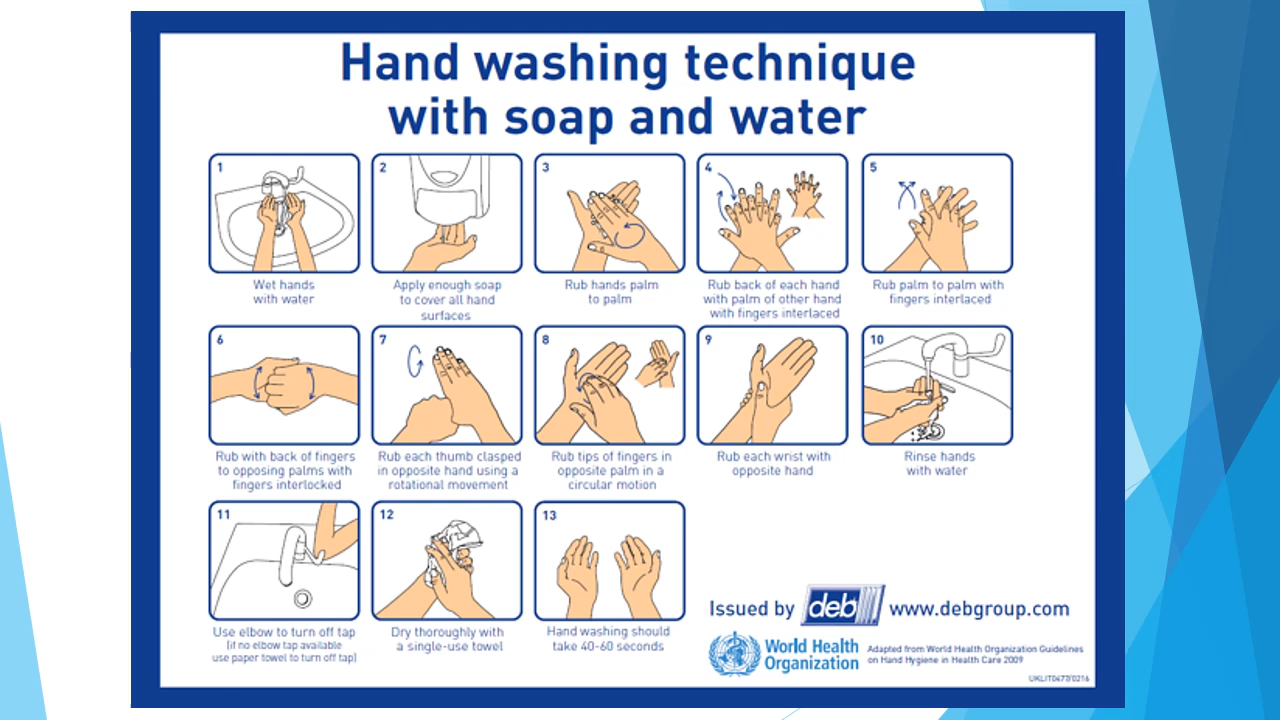 Hand washing technique
with soap and water
1
Wet hands
with water
2
Apply enough soap
to cover all hand
surfaces
3
Rub hands palm
to palm
4
Rub back of each hand
with palm of other hand
with fingers interlaced
5
Rub palm to palm with
fingers interlaced
6
Rub with back of fingers
to opposing palms with
fingers interlocked
7
Rub each thumb clasped
in opposite hand using a
rotational movement
8
Rub tips of fingers in
opposite palm in a
circular motion
9
Rub each wrist with
opposite hand
10
Rinse hands
with water
11
Use elbow to turn off tap
(if no elbow tap available
use paper towel to turn off tap)
12
Dry thoroughly with
a single-use towel
13
Hand washing should
take 40-60 seconds
Issued by deb www.debgroup.com
World Health
Organization
Adapted from World Health Organization Guidelines
on Hand Hygiene in Health Care 2009
UKLIT0477/0216